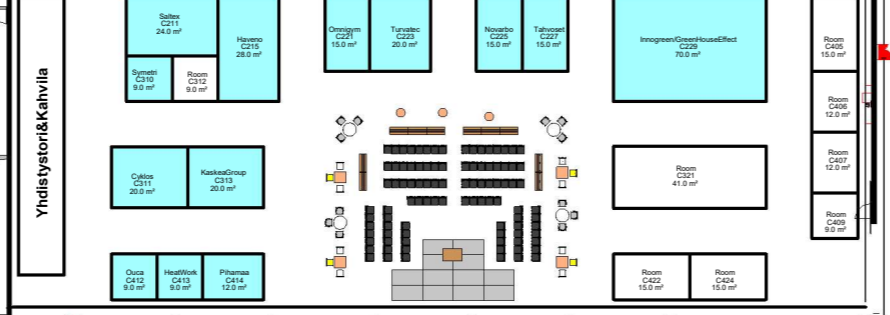 Yhdistystori&Kahvila
Saltex
C211
24.0 m²
Haveno
C215
28.0 m²
Symetri
C310
9.0 m²
Room
C312
9.0 m²
Omnigym
C221
15.0 m²
Turvatec
C223
20.0 m²
Novarbo
C225
15.0 m²
Tahvoset
C227
15.0 m²
Innogreen/GreenHouseEffect
C229
70.0 m²
Room
C405
15.0 m²
Room
C406
12.0 m²
Room
C407
12.0 m²
Room
C409
9.0 m²
Cyklos
C311
20.0 m²
KaskeaGroup
C313
20.0 m²
Room
C321
41.0 m²
Ouca
C412
9.0 m²
HeatWork
C413
9.0 m²
Pihamaa
C414
12.0 m²
Room
C422
15.0 m²
Room
C424
15.0 m²